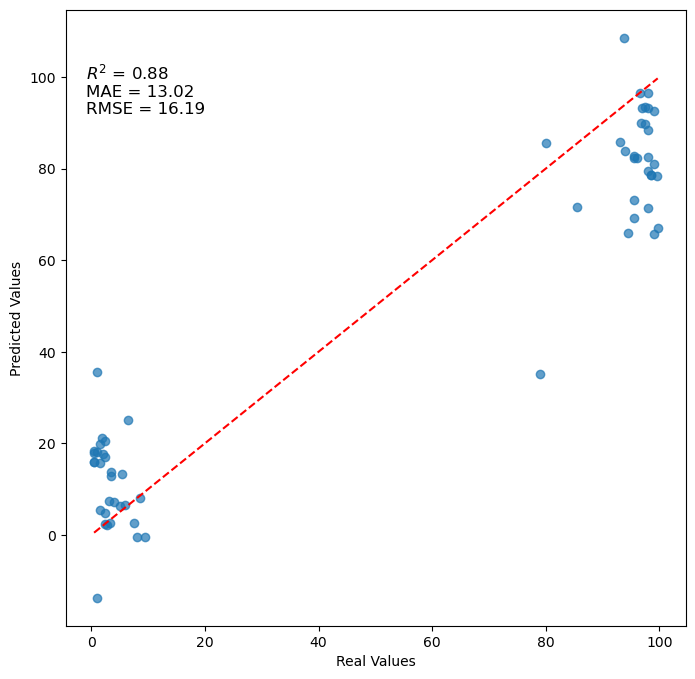 R² = 0.88
MAE = 13.02
RMSE = 16.19
Predicted Values
100
80
60
40
20
0
0 20 40 60 80 100
Real Values